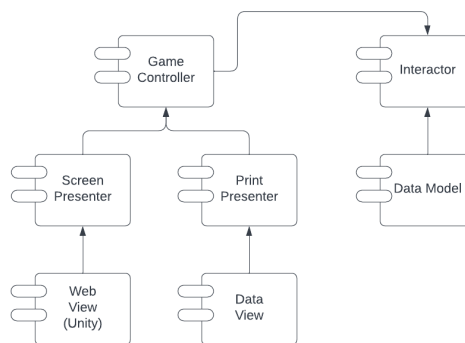 Game
Controller
Interactor
Screen
Presenter
Print
Presenter
Data Model
Web
View
(Unity)
Data
View